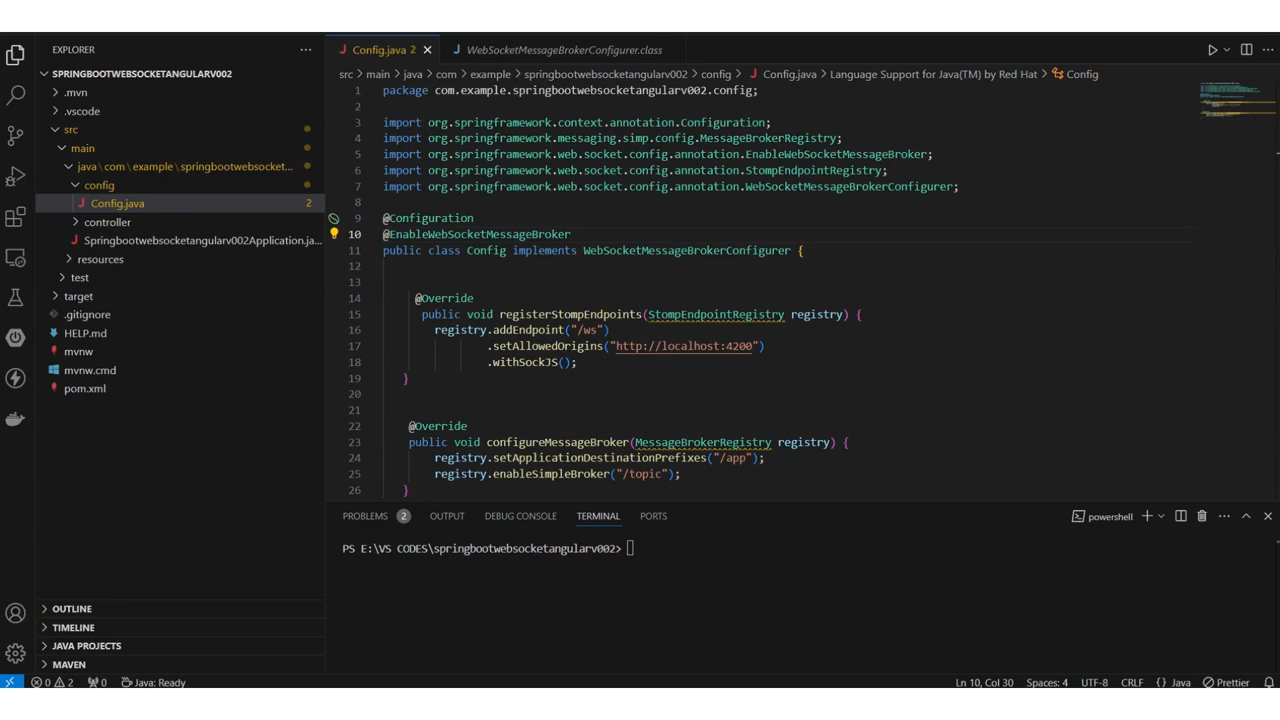 EXPLORER
SPRINGBOOTWEBSOCKETANGULARV002
.mvn
.vscode
src
main
java\com\example\springbootwebsocket...
config
Config.java 2
controller
Springbootwebsocketangularv002Application.ja...
resources
test
target
.gitignore
HELP.md
mvnw
mvnw.cmd
pom.xml
OUTLINE
TIMELINE
JAVA PROJECTS
MAVEN
Config.java 2
WebSocketMessageBrokerConfigurer.class
src > main > java > com > example > springbootwebsocketangularv002 > config > Config.java > Language Support for Java(TM) by Red Hat > Config
1 package com.example.springbootwebsocketangularv002.config;
2
3 import org.springframework.context.annotation.Configuration;
4 import org.springframework.messaging.simp.config.MessageBrokerRegistry;
5 import org.springframework.web.socket.config.annotation.EnableWebSocketMessageBroker;
6 import org.springframework.web.socket.config.annotation.StompEndpointRegistry;
7 import org.springframework.web.socket.config.annotation.WebSocketMessageBrokerConfigurer;
8
9 @Configuration
10 @EnableWebSocketMessageBroker
11 public class Config implements WebSocketMessageBrokerConfigurer {
12
13
14 @Override
15 public void registerStompEndpoints(StompEndpointRegistry registry) {
16 registry.addEndpoint("/ws")
17 .setAllowedOrigins("http://localhost:4200")
18 .withSockJS();
19 }
20
21
22 @Override
23 public void configureMessageBroker(MessageBrokerRegistry registry) {
24 registry.setApplicationDestinationPrefixes("/app");
25 registry.enableSimpleBroker("/topic");
26 }
PROBLEMS 2 OUTPUT DEBUG CONSOLE TERMINAL PORTS
powershell
PS E:\VS CODES\springbootwebsocketangularv002>
0 2 0 Java: Ready
Ln 10, Col 30 Spaces: 4 UTF-8 CRLF {} Java Prettier